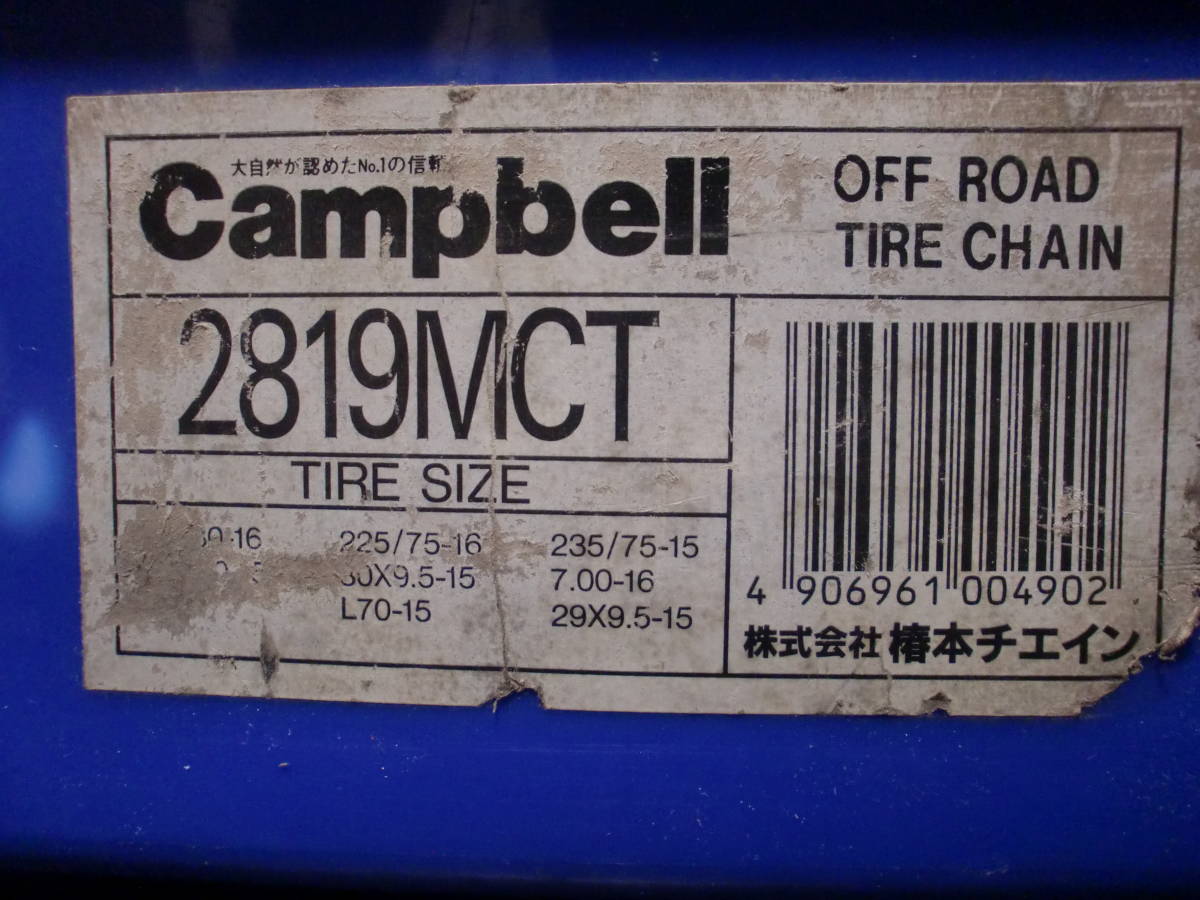 大自然が認めたNo.1の信頼
Campbell
OFF ROAD
TIRE CHAIN
2819MCT
TIRE SIZE
225/75-16 235/75-15
30X9.5-15 7.00-16
L70-15 29X9.5-15
4 906961 004902
株式会社 椿本チエイン